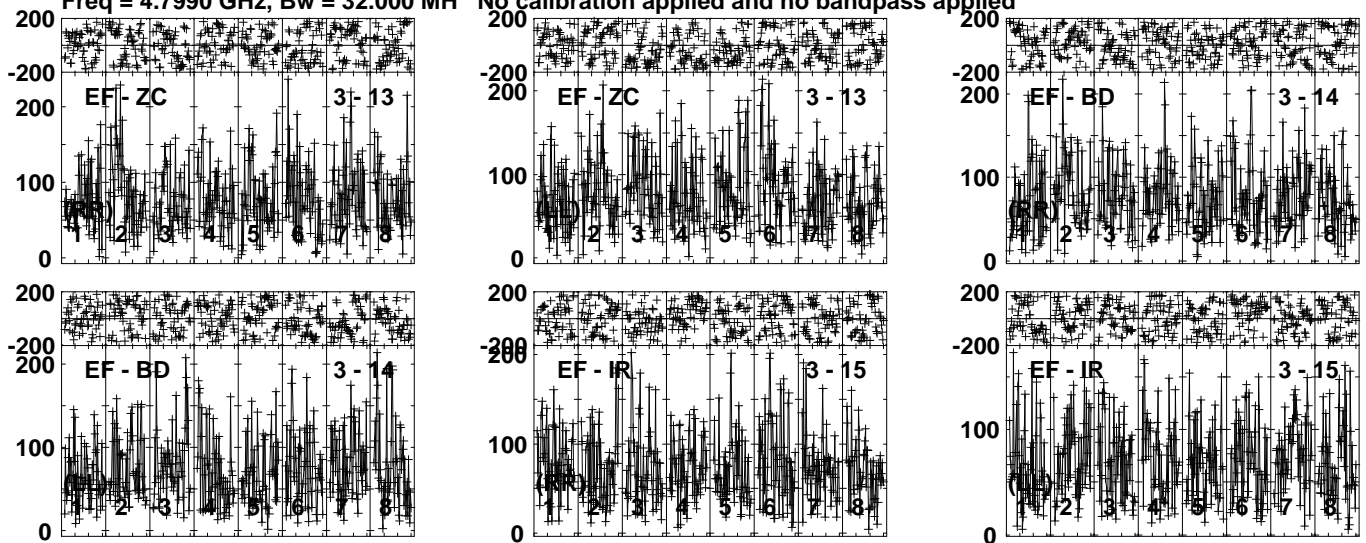 Freq = 4.7990 GHz, Bw = 32.000 MH   No calibration applied and no bandpass applied
200 200 200
-200 -200 -200
EF - ZC 3 - 13 EF - ZC 3 - 13 EF - BD 3 - 14
200 200 200
100 100 100
(RR) (LL) (RR)
1 2 3 4 5 6 7 8 1 2 3 4 5 6 7 8 1 2 3 4 5 6 7 8
0 0 0
200 200 200
-200 -200 -200
200 200
EF - BD 3 - 14 EF - IR 3 - 15 EF - IR 3 - 15
100 100 100
(LL) (RR) (LL)
1 2 3 4 5 6 7 8 1 2 3 4 5 6 7 8 1 2 3 4 5 6 7 8
0 0 0